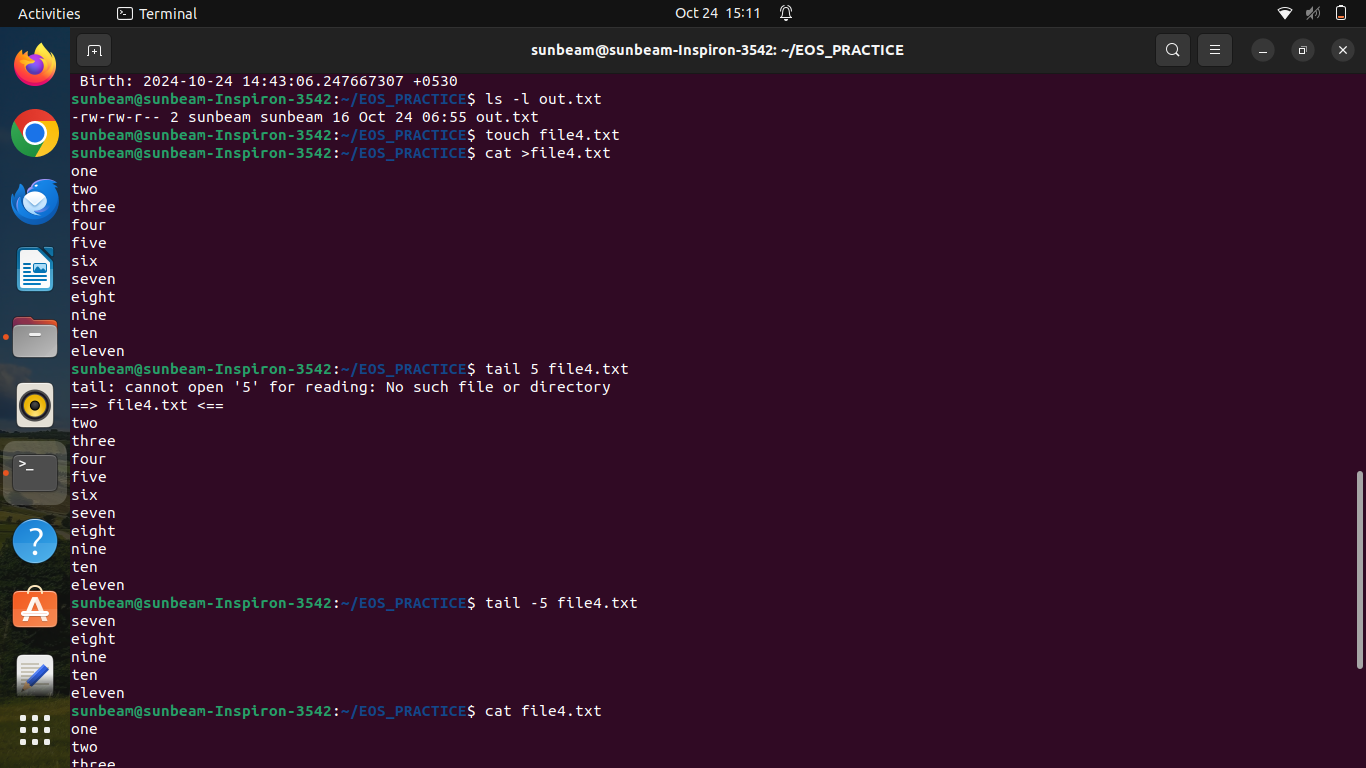 Activities
Terminal
Oct 24 15:11
sunbeam@sunbeam-Inspiron-3542: ~/EOS_PRACTICE
Birth: 2024-10-24 14:43:06.247667307 +0530
sunbeam@sunbeam-Inspiron-3542:~/EOS_PRACTICE$ ls -l out.txt
-rw-rw-r-- 2 sunbeam sunbeam 16 Oct 24 06:55 out.txt
sunbeam@sunbeam-Inspiron-3542:~/EOS_PRACTICE$ touch file4.txt
sunbeam@sunbeam-Inspiron-3542:~/EOS_PRACTICE$ cat >file4.txt
one
two
three
four
five
six
seven
eight
nine
ten
eleven
sunbeam@sunbeam-Inspiron-3542:~/EOS_PRACTICE$ tail 5 file4.txt
tail: cannot open '5' for reading: No such file or directory
==> file4.txt <==
two
three
four
five
six
seven
eight
nine
ten
eleven
sunbeam@sunbeam-Inspiron-3542:~/EOS_PRACTICE$ tail -5 file4.txt
seven
eight
nine
ten
eleven
sunbeam@sunbeam-Inspiron-3542:~/EOS_PRACTICE$ cat file4.txt
one
two
three